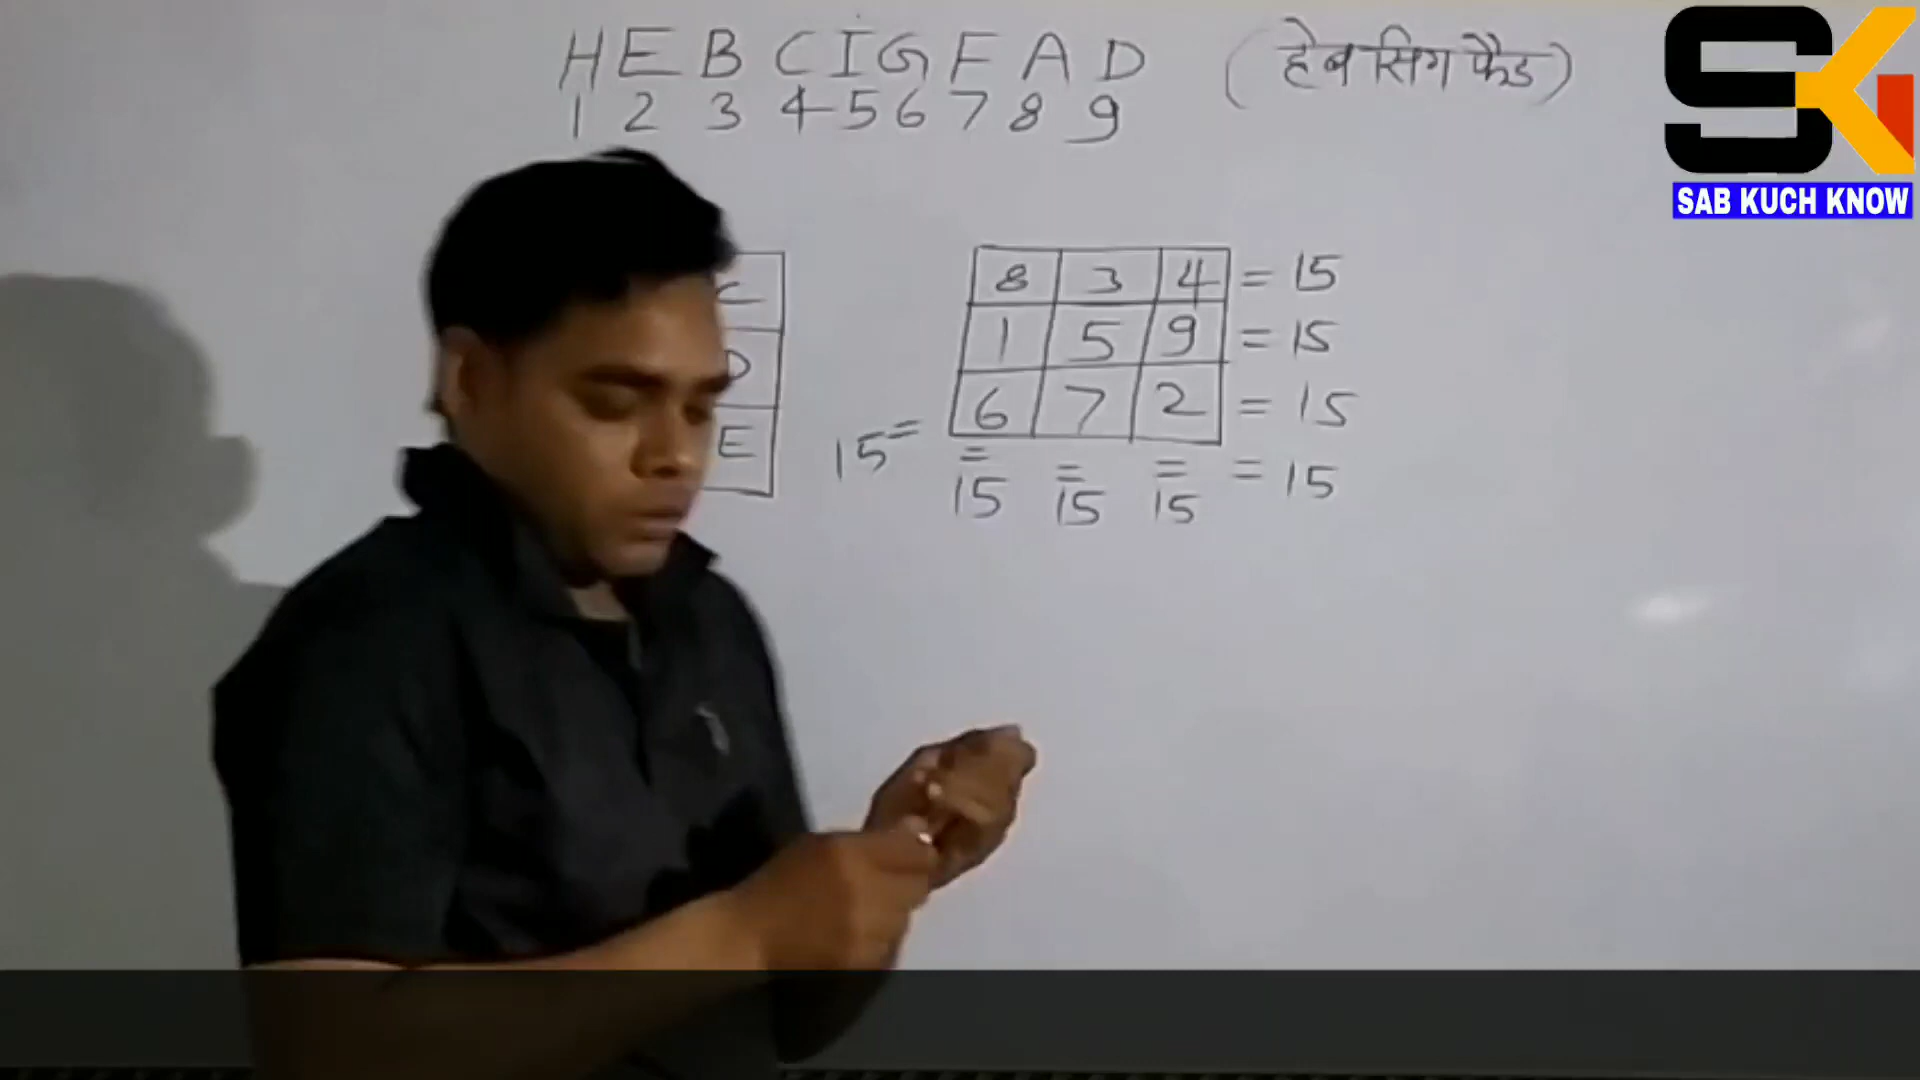 H E B C I G F A D (हेब सिग फैड)
1 2 3 4 5 6 7 8 9
SK
SAB KUCH KNOW
C
D
E
8 3 4 = 15
1 5 9 = 15
6 7 2 = 15
15 = = = = = 15
15 15 15